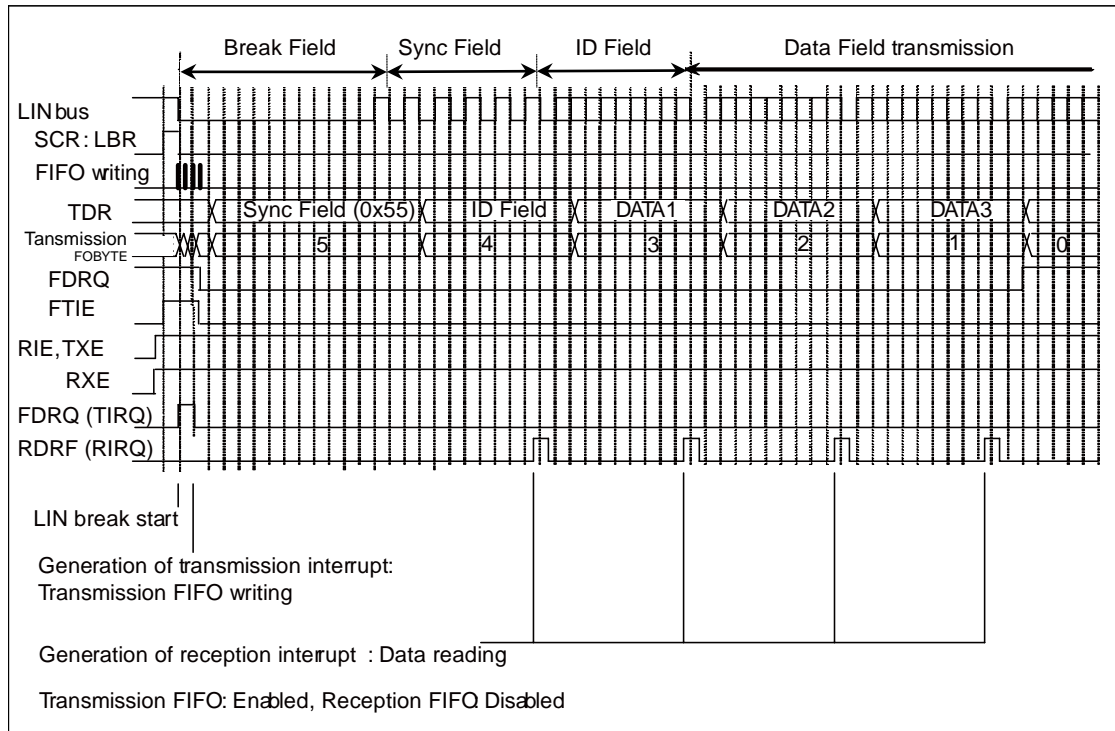 Break Field Sync Field ID Field Data Field transmission
LIN bus
SCR : LBR
FIFO writing
TDR Sync Field (0x55) ID Field DATA1 DATA2 DATA3
Tansmission
FOBYTE 5 4 3 2 1 0
FDRQ
FTIE
RIE, TXE
RXE
FDRQ (TIRQ)
RDRF (RIRQ)
LIN break start
Generation of transmission interrupt:
Transmission FIFO writing
Generation of reception interrupt : Data reading
Transmission FIFO: Enabled, Reception FIFO Disabled